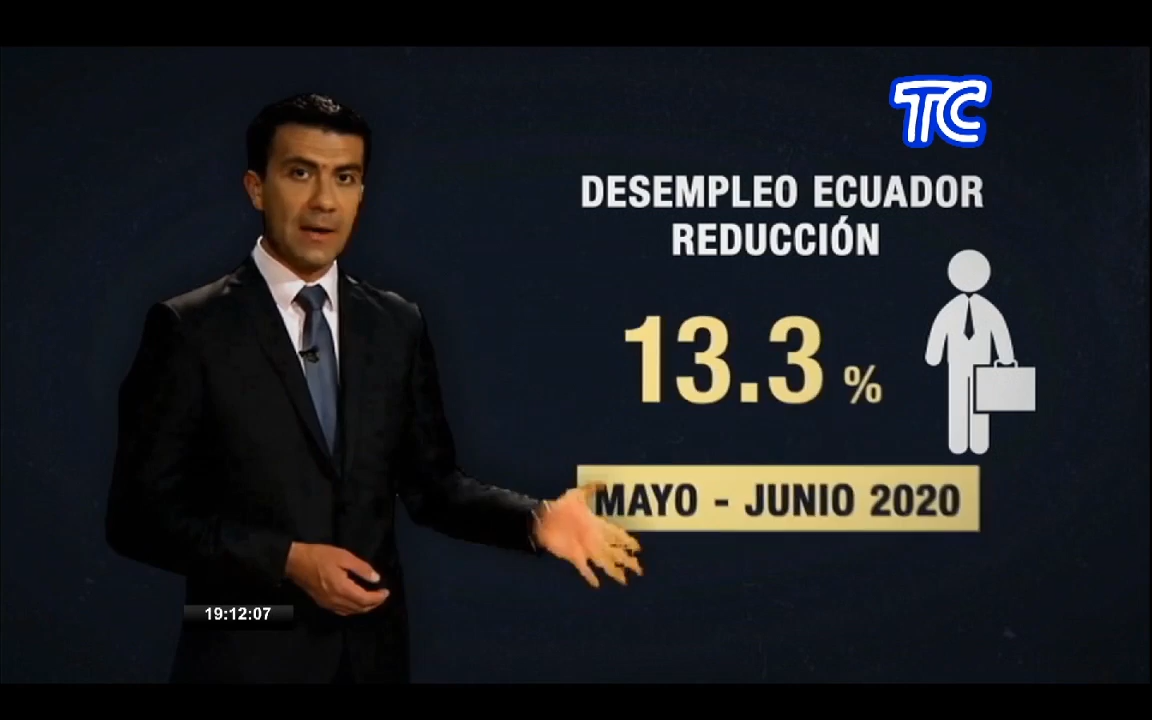 TC
DESEMPLEO ECUADOR
REDUCCIÓN
13.3 %
MAYO - JUNIO 2020
19:12:07